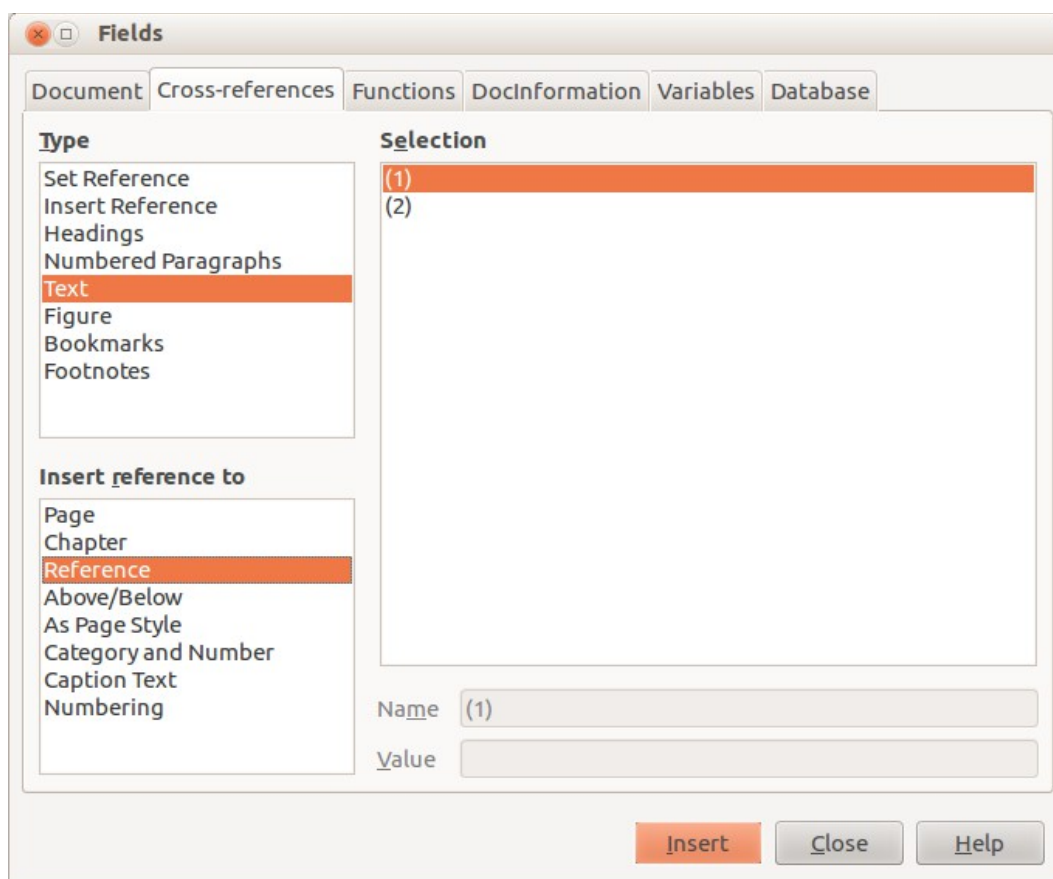 Fields
Document Cross-references Functions DocInformation Variables Database
Type
Set Reference
Insert Reference
Headings
Numbered Paragraphs
Text
Figure
Bookmarks
Footnotes
Insert reference to
Page
Chapter
Reference
Above/Below
As Page Style
Category and Number
Caption Text
Numbering
Selection
(1)
(2)
Name (1)
Value
Insert Close Help